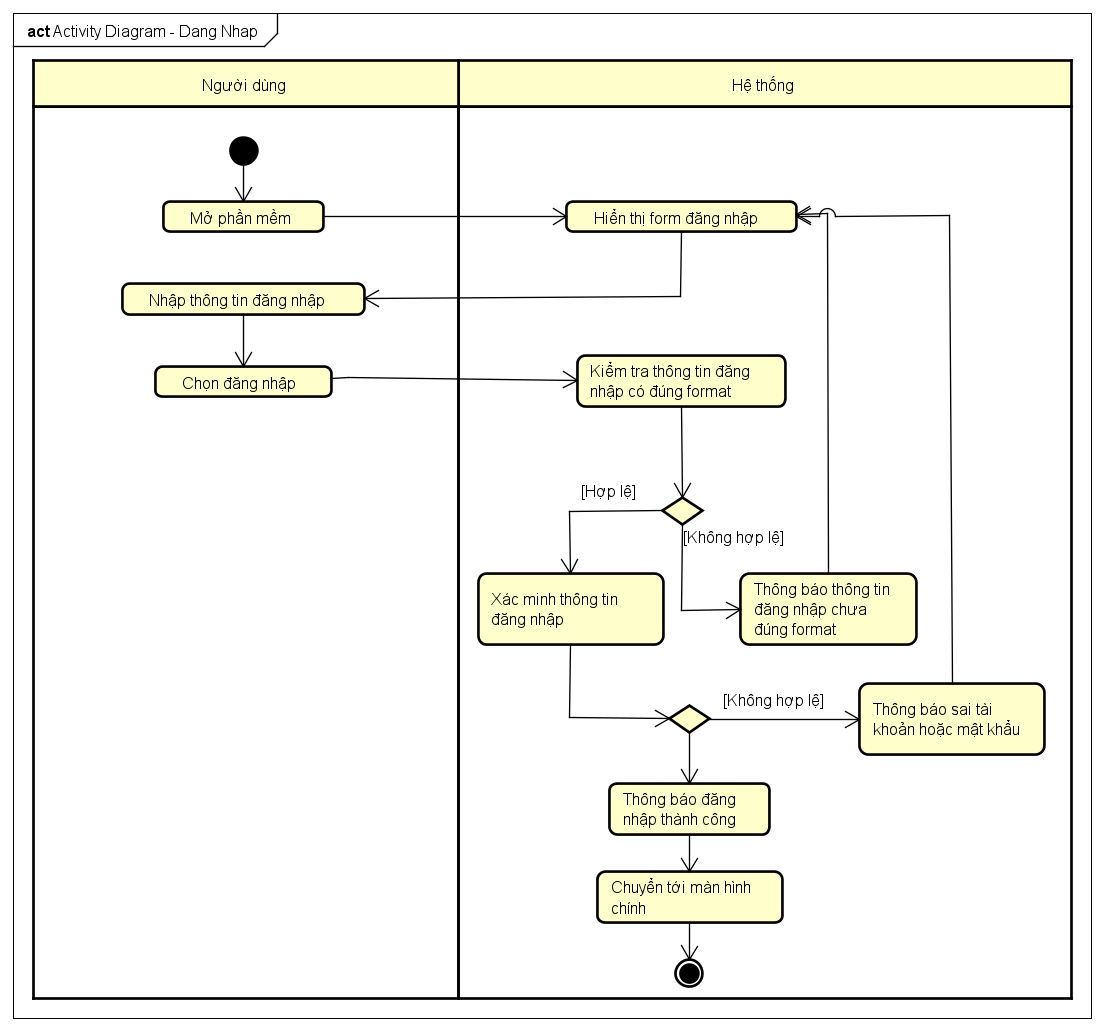 act Activity Diagram - Dang Nhap
Người dùng
Hệ thống
Mở phần mềm
Hiển thị form đăng nhập
Nhập thông tin đăng nhập
Chọn đăng nhập
Kiểm tra thông tin đăng
nhập có đúng format
[Hợp lệ]
[Không hợp lệ]
Xác minh thông tin
đăng nhập
Thông báo thông tin
đăng nhập chưa
đúng format
[Không hợp lệ]
Thông báo sai tài
khoản hoặc mật khẩu
Thông báo đăng
nhập thành công
Chuyển tới màn hình
chính